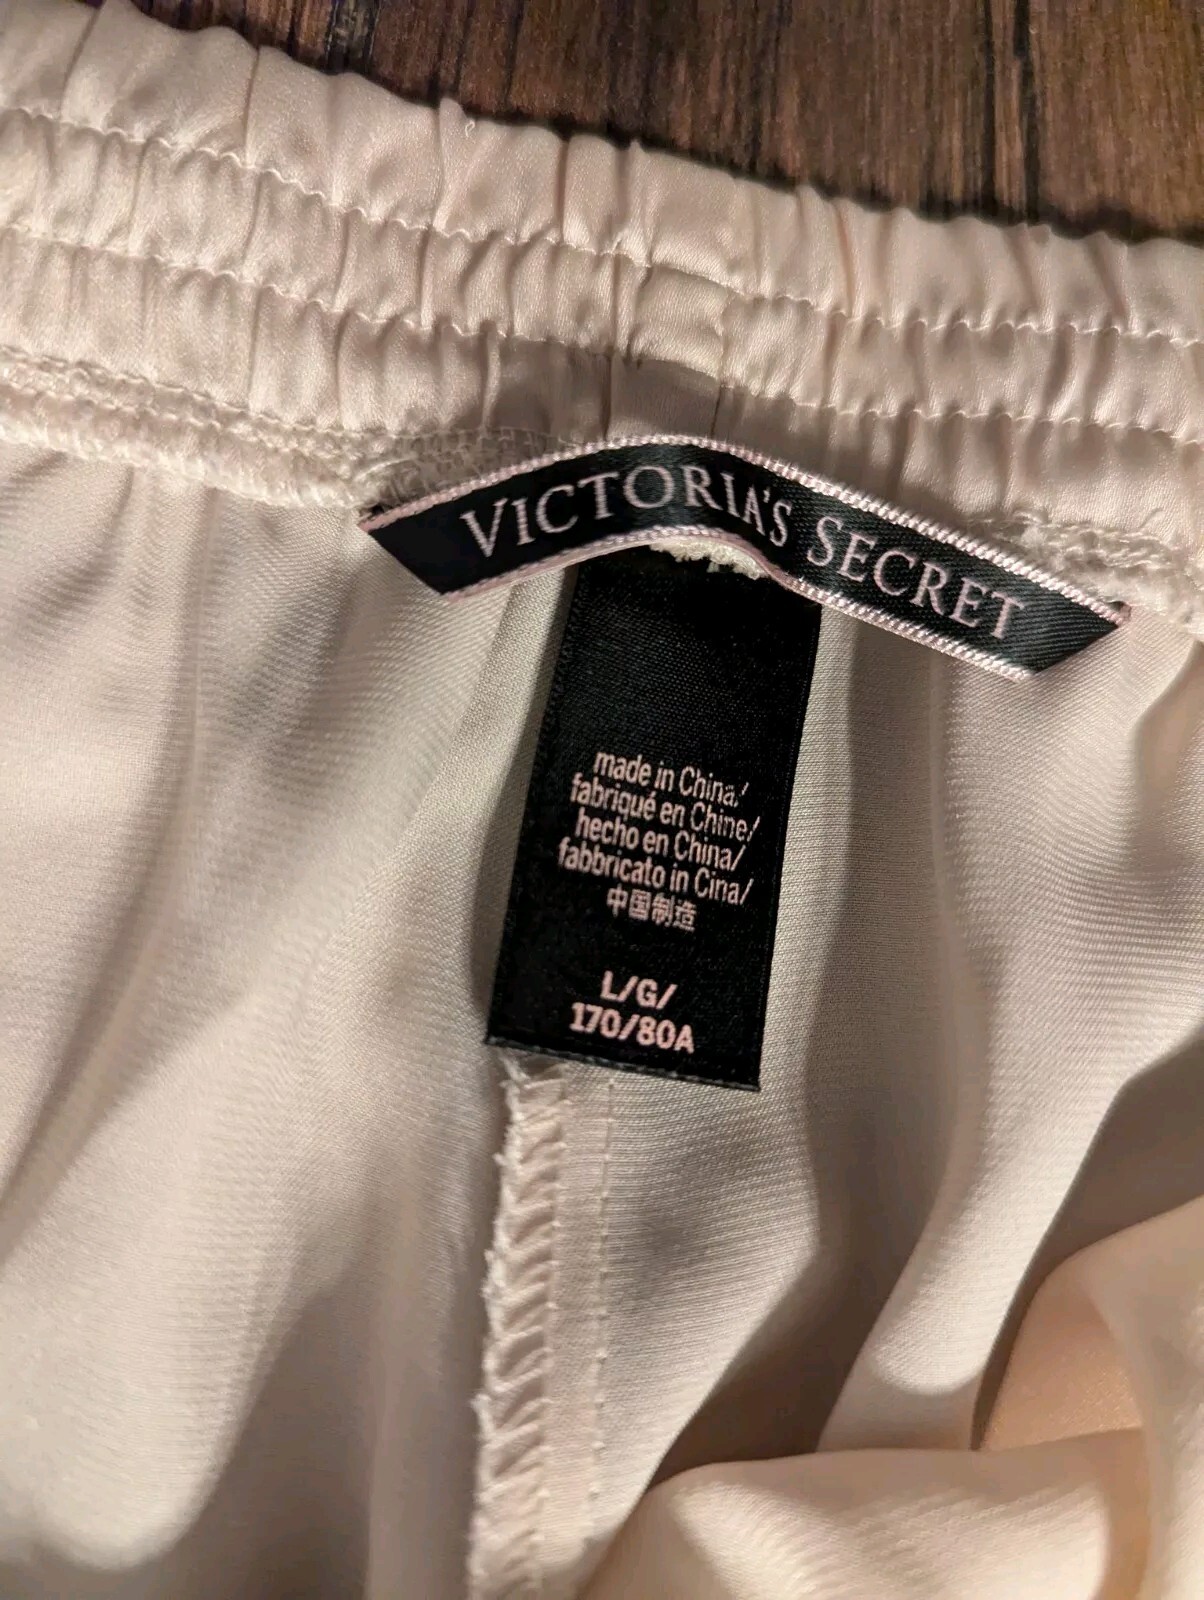 VICTORIA'S SECRET
made in China/
fabriqué en Chine/
hecho en China/
fabbricato in Cina/
中国制造
L/G/
170/80A